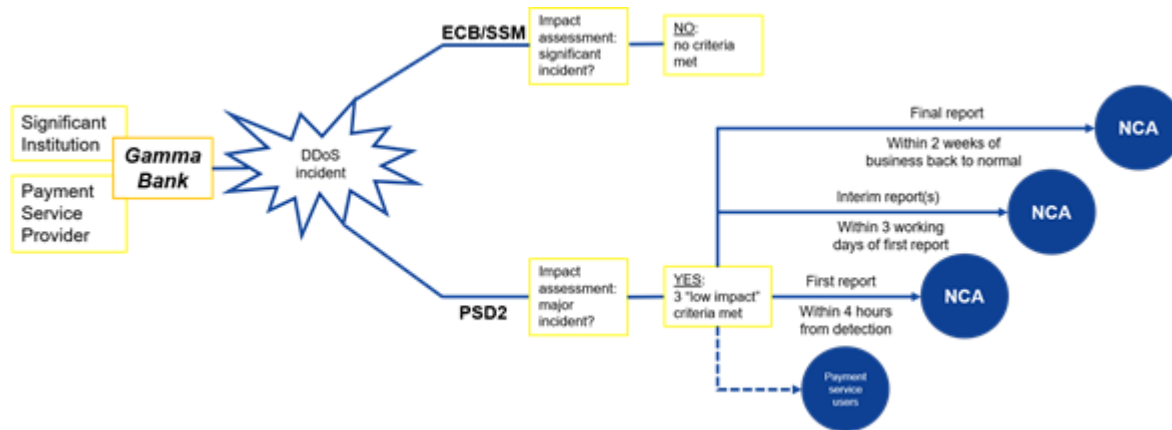 Significant
Institution
Gamma
Bank
Payment
Service
Provider
DDoS
incident
ECB/SSM
Impact
assessment:
significant
incident?
NO:
no criteria
met
PSD2
Impact
assessment:
major
incident?
YES:
3 "low impact"
criteria met
Final report
Within 2 weeks of
business back to normal
NCA
Interim report(s)
Within 3 working
days of first report
NCA
First report
Within 4 hours
from detection
NCA
Payment
service
users